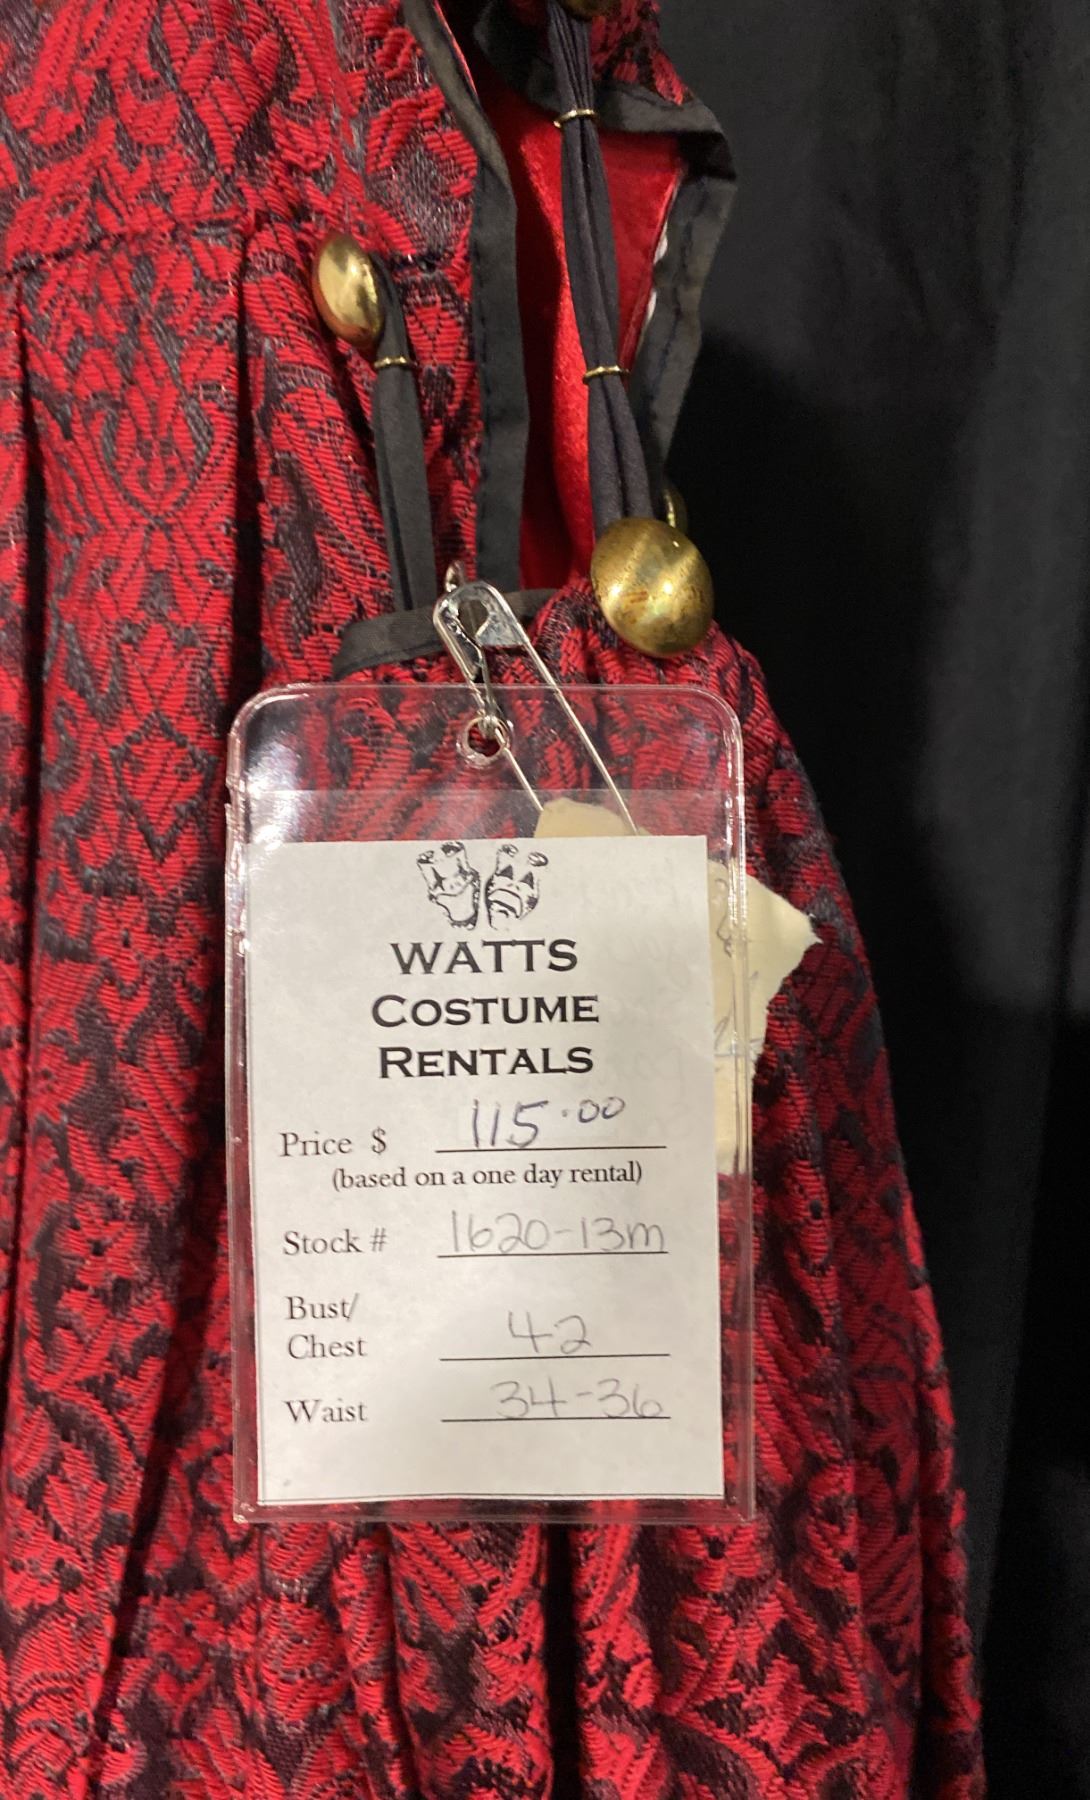 WATTS
COSTUME
RENTALS
Price $ 115.00
(based on a one day rental)
Stock # 1620-13m
Bust/
Chest 42
Waist 34-36